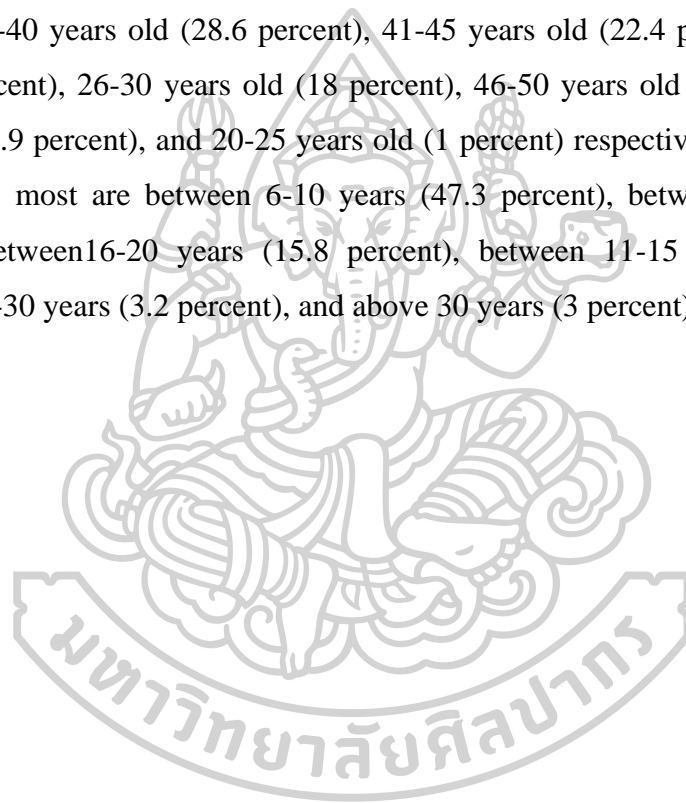 -40 years old (28.6 percent), 41-45 years old (22.4 p
cent), 26-30 years old (18 percent), 46-50 years old
.9 percent), and 20-25 years old (1 percent) respectiv
most are between 6-10 years (47.3 percent), betw
etween16-20 years (15.8 percent), between 11-15
-30 years (3.2 percent), and above 30 years (3 percent)
มหาวิทยาลัยศิลปากร